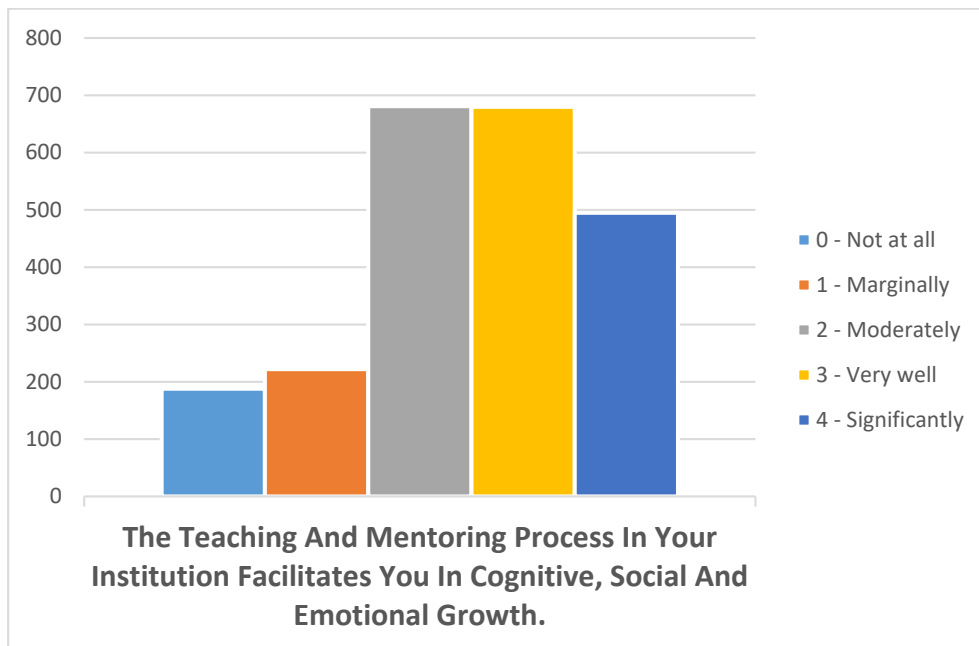 800
700
600
500
400
300
200
100
0
0 - Not at all
1 - Marginally
2 - Moderately
3 - Very well
4 - Significantly
The Teaching And Mentoring Process In Your
Institution Facilitates You In Cognitive, Social And
Emotional Growth.